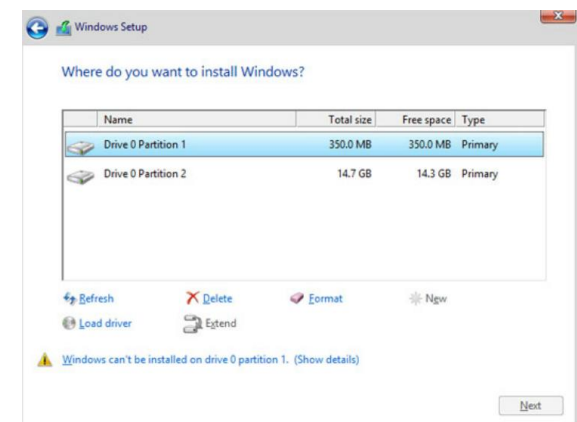 Windows Setup
Where do you want to install Windows?
Name Total size Free space Type
Drive 0 Partition 1 350.0 MB 350.0 MB Primary
Drive 0 Partition 2 14.7 GB 14.3 GB Primary
Refresh Delete Format New
Load driver Extend
Windows can't be installed on drive 0 partition 1. (Show details)
Next